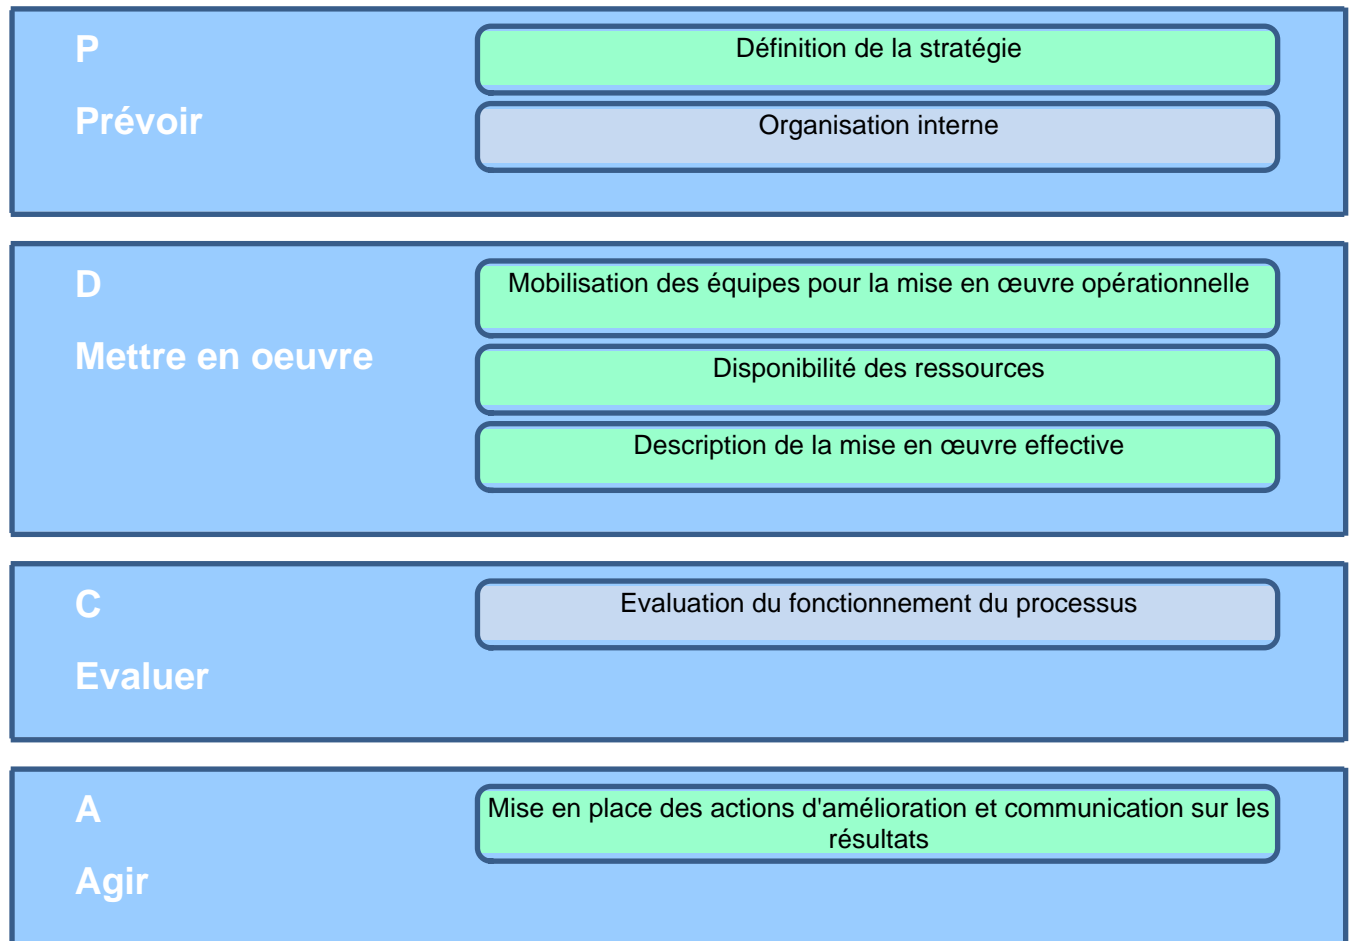 P
Prévoir
Définition de la stratégie
Organisation interne
D
Mettre en oeuvre
Mobilisation des équipes pour la mise en œuvre opérationnelle
Disponibilité des ressources
Description de la mise en œuvre effective
C
Evaluer
Evaluation du fonctionnement du processus
A
Agir
Mise en place des actions d'amélioration et communication sur les
résultats